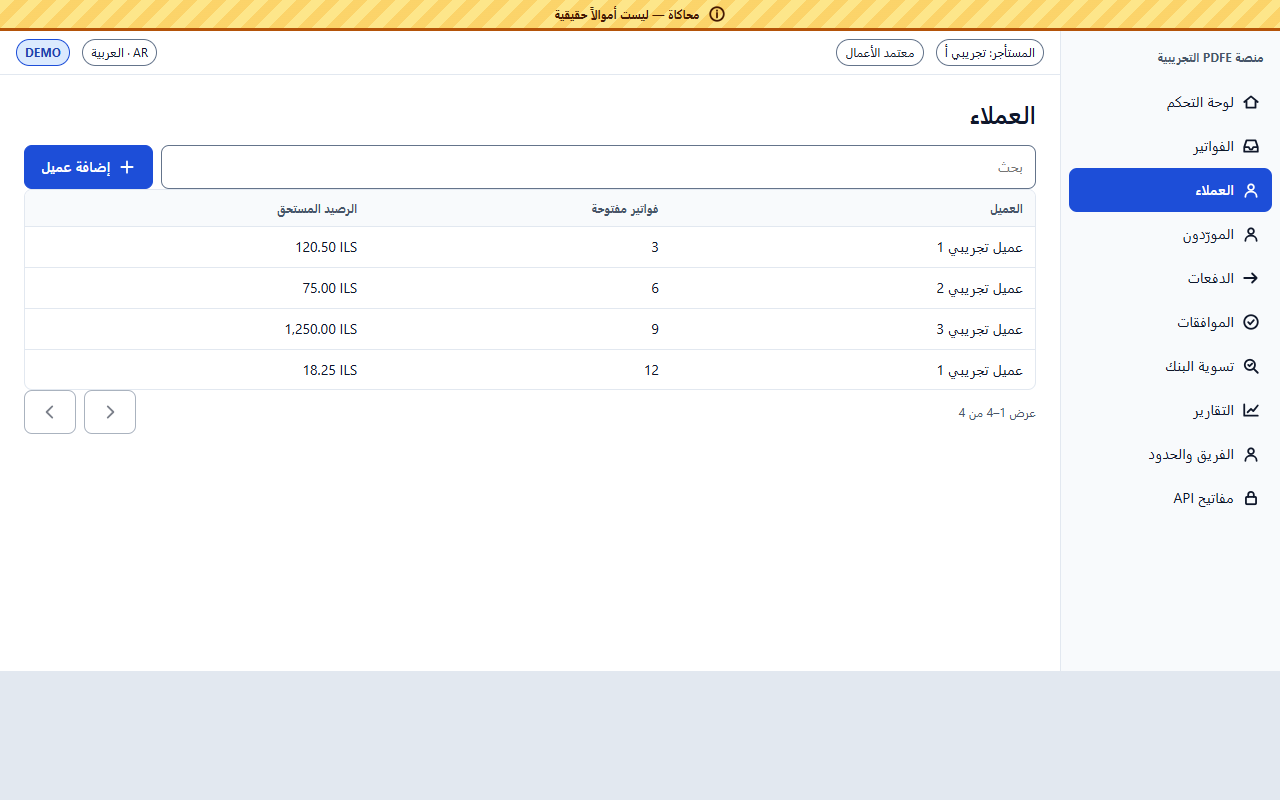 محاكاة — ليست أموالاً حقيقية
منصة PDFE التجريبية
لوحة التحكم
الفواتير
العملاء
المورّدون
الدفعات
الموافقات
تسوية البنك
التقارير
الفريق والحدود
مفاتيح API
المستأجر: تجريبي أ
معتمد الأعمال
AR · العربية
DEMO
العملاء
بحث
إضافة عميل
العميل فواتير مفتوحة الرصيد المستحق
عميل تجريبي 1 3 120.50 ILS
عميل تجريبي 2 6 75.00 ILS
عميل تجريبي 3 9 1,250.00 ILS
عميل تجريبي 1 12 18.25 ILS
عرض 1–4 من 4